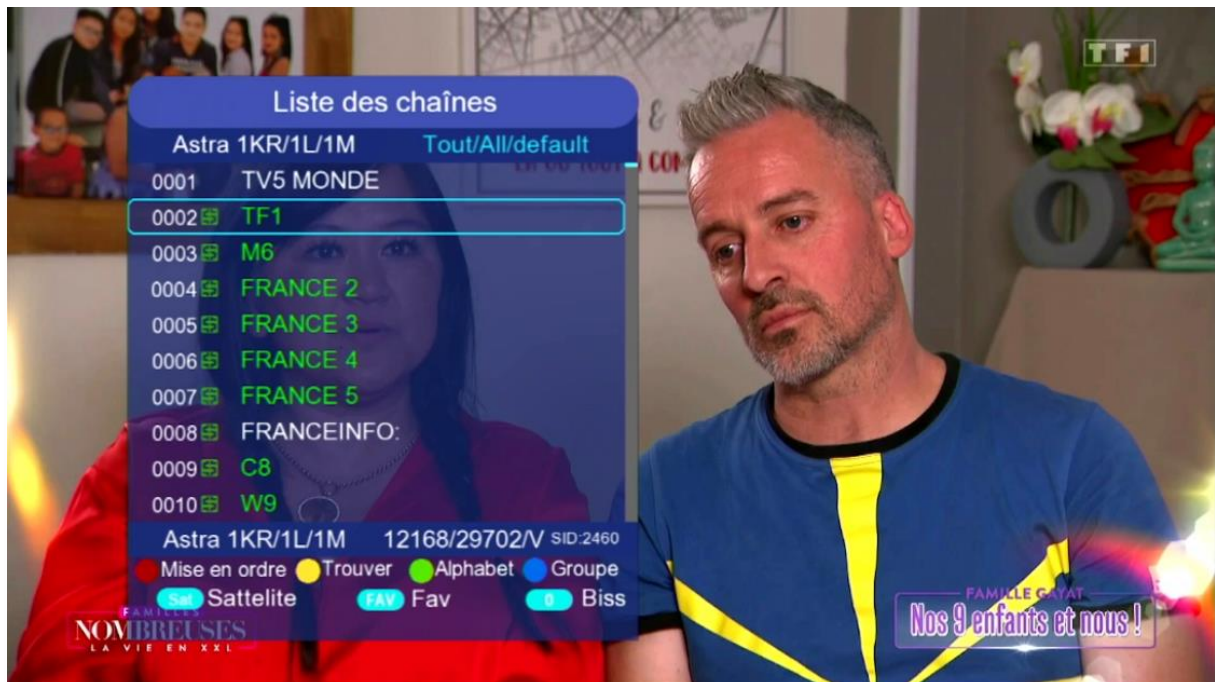 TF1
Liste des chaînes
Astra 1KR/1L/1M Tout/All/default
0001 TV5 MONDE
0002 $ TF1
0003 $ M6
0004 $ FRANCE 2
0005 $ FRANCE 3
0006 $ FRANCE 4
0007 $ FRANCE 5
0008 $ FRANCEINFO:
0009 $ C8
0010 $ W9
Astra 1KR/1L/1M 12168/29702/V SID:2460
Mise en ordre Trouver Alphabet Groupe
Sat Sattelite FAV Fav 0 Biss
FAMILLES
NOMBREUSES
LA VIE EN XXL
FAMILLE GAYAT
Nos 9 enfants et nous !